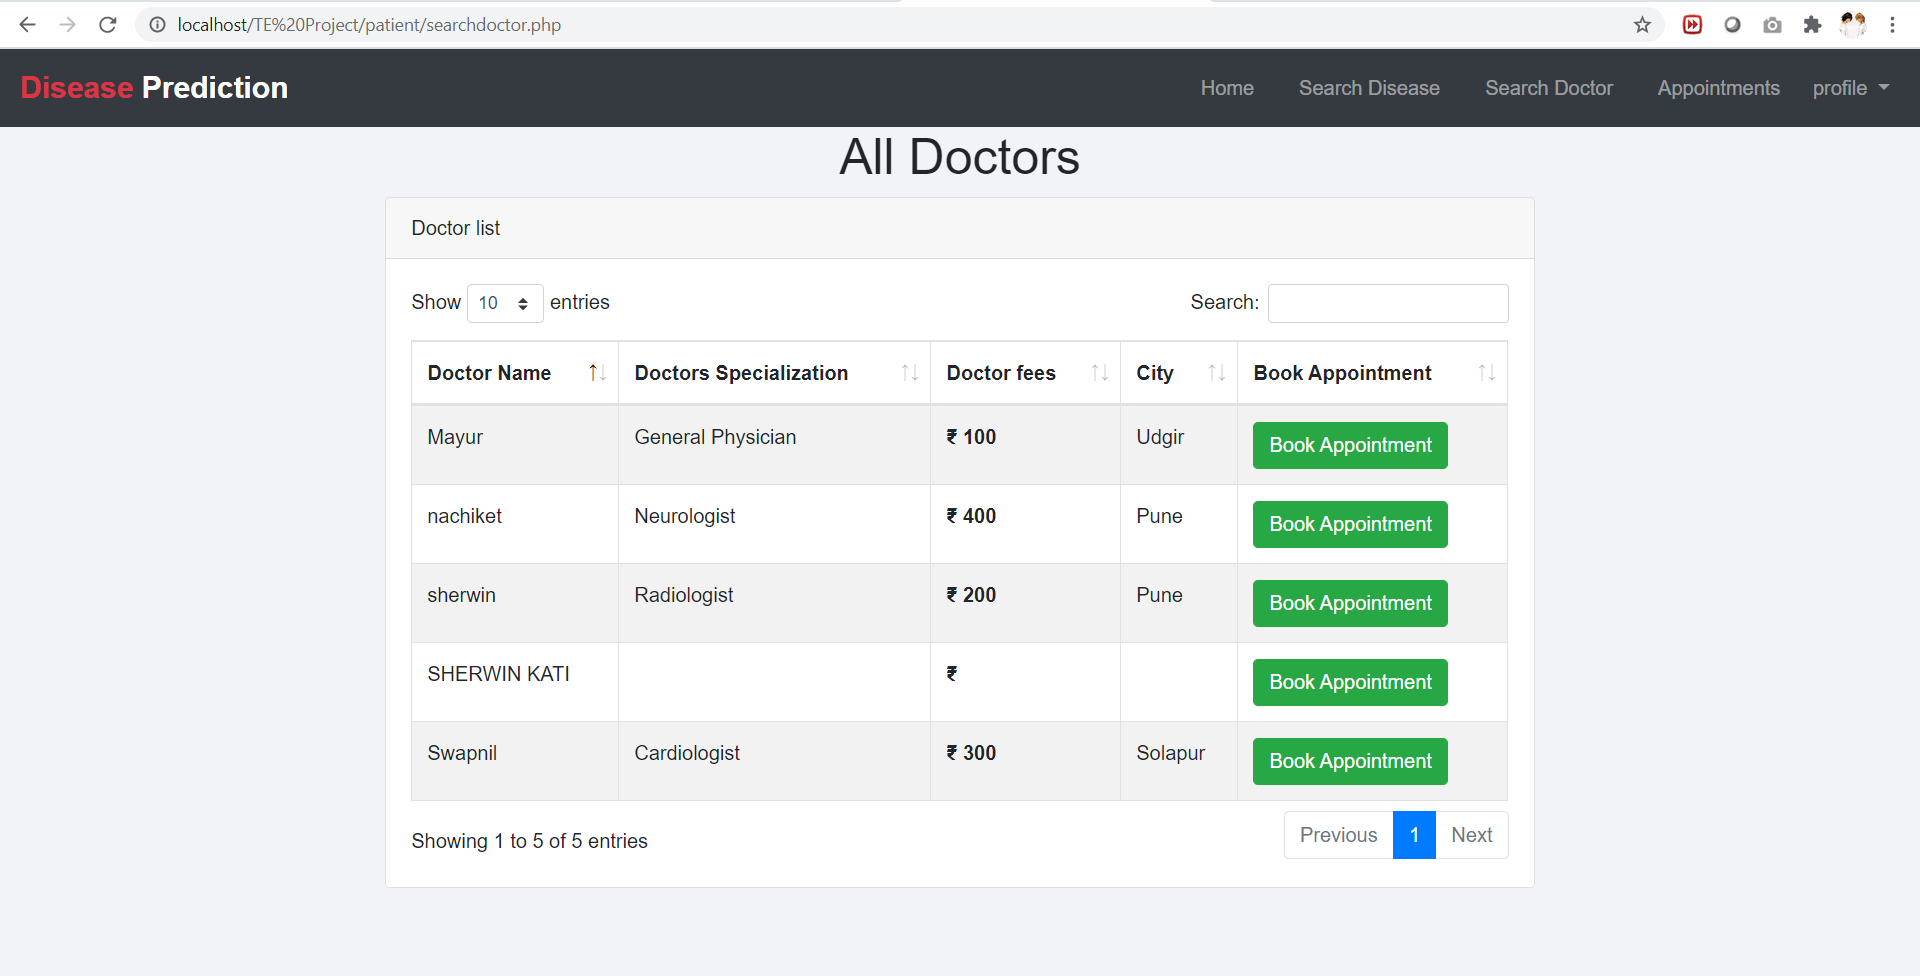 localhost/TE%20Project/patient/searchdoctor.php
Disease Prediction Home Search Disease Search Doctor Appointments profile
All Doctors
Doctor list
Show 10 entries Search:
Doctor Name Doctors Specialization Doctor fees City Book Appointment
Mayur General Physician ₹ 100 Udgir Book Appointment
nachiket Neurologist ₹ 400 Pune Book Appointment
sherwin Radiologist ₹ 200 Pune Book Appointment
SHERWIN KATI ₹ Book Appointment
Swapnil Cardiologist ₹ 300 Solapur Book Appointment
Showing 1 to 5 of 5 entries Previous 1 Next